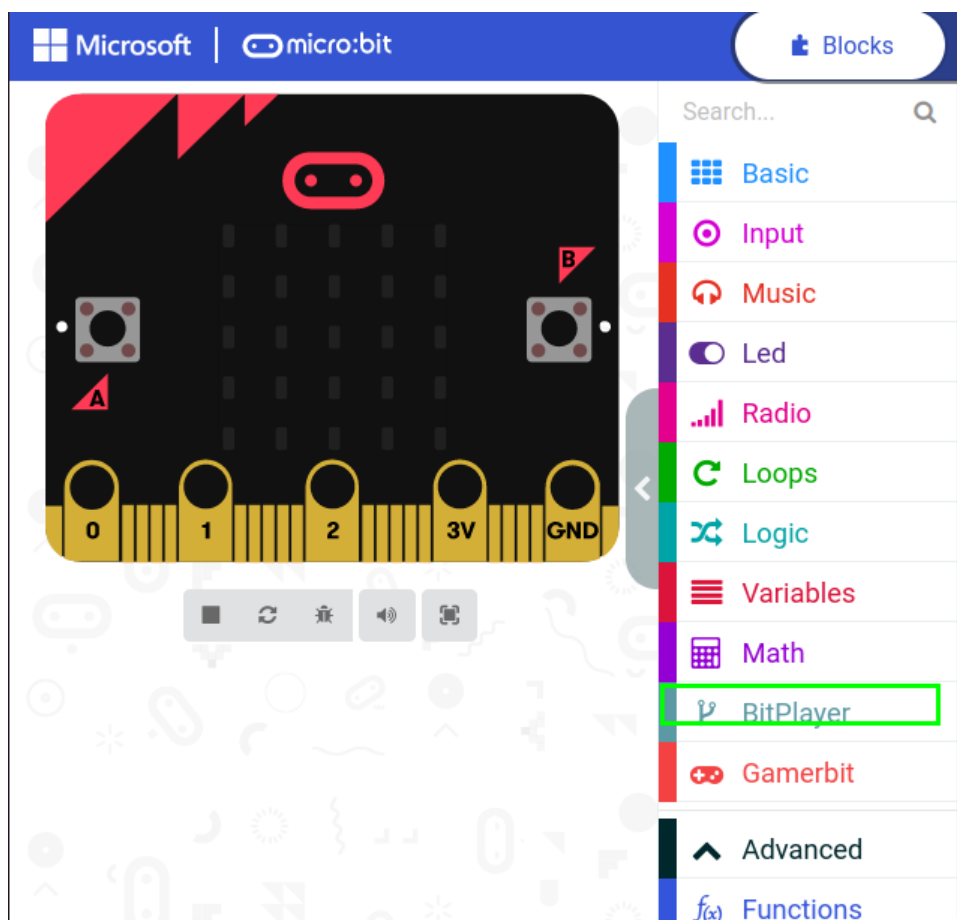 Microsoft micro:bit Blocks
Search...
Basic
Input
Music
Led
Radio
Loops
Logic
Variables
Math
BitPlayer
Gamerbit
Advanced
f(x) Functions
B
A
0 1 2 3V GND